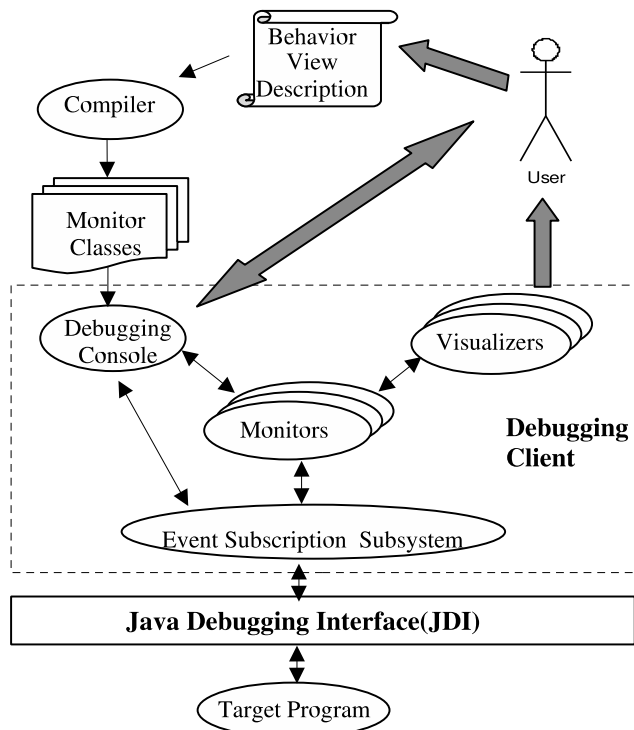 Behavior
View
Description
Compiler
User
Monitor
Classes
Debugging
Console
Visualizers
Monitors
Debugging
Client
Event Subscription Subsystem
Java Debugging Interface(JDI)
Target Program